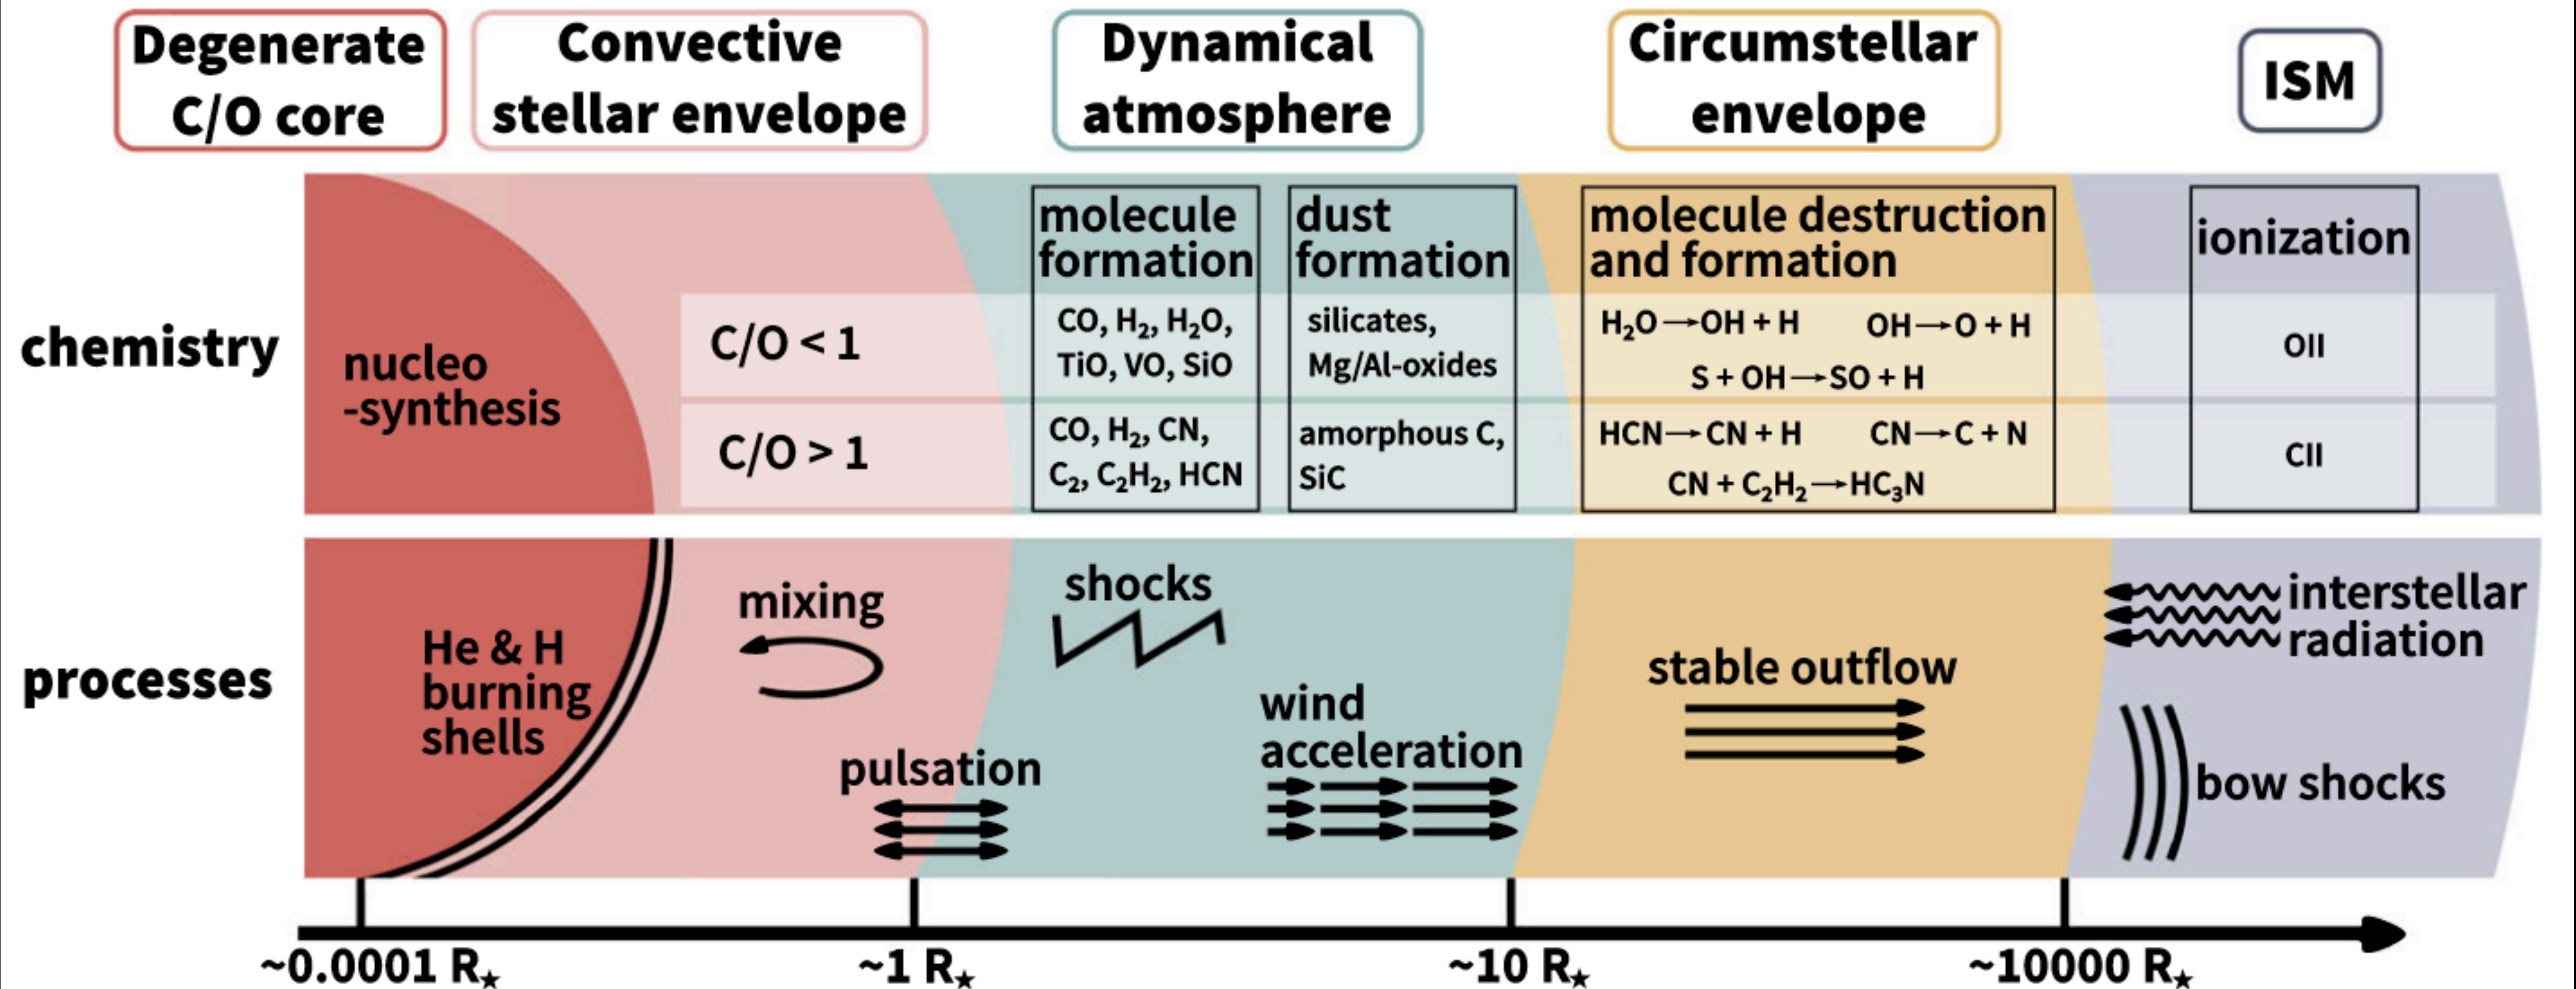 Degenerate
C/O core
Convective
stellar envelope
Dynamical
atmosphere
Circumstellar
envelope
ISM
chemistry
nucleo
-synthesis
C/O < 1
C/O > 1
molecule
formation
CO, H₂, H₂O,
TiO, VO, SiO
CO, H₂, CN,
C₂, C₂H₂, HCN
dust
formation
silicates,
Mg/Al-oxides
amorphous C,
SiC
molecule destruction
and formation
H₂O→OH + H OH→O + H
S + OH→SO + H
HCN→CN + H CN→C + N
CN + C₂H₂→HC₃N
ionization
OII
CII
processes
He & H
burning
shells
mixing
pulsation
shocks
wind
acceleration
stable outflow
interstellar
radiation
bow shocks
~0.0001 R★ ~1 R★ ~10 R★ ~10000 R★